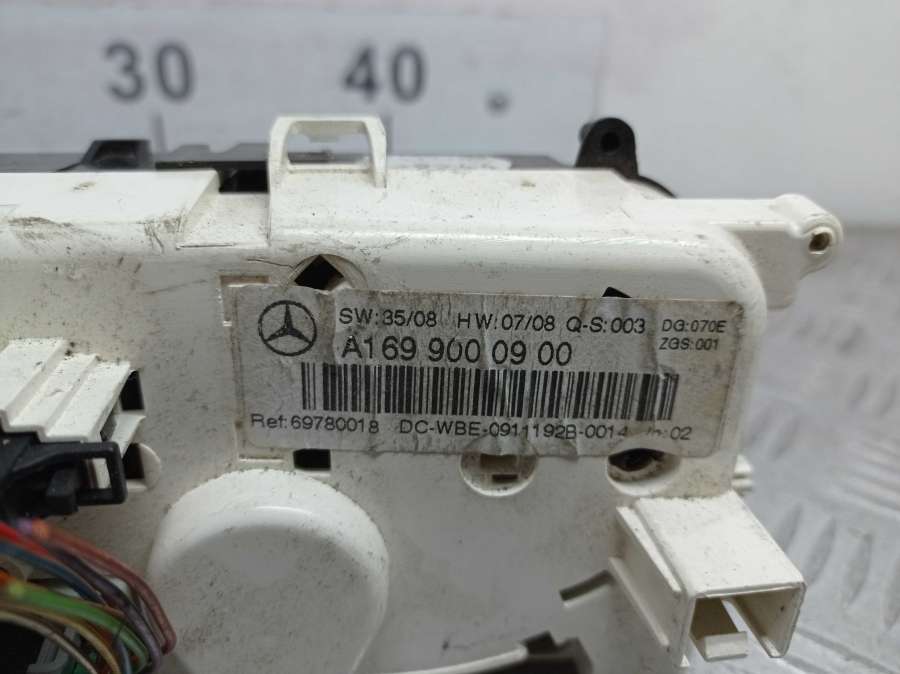 30 40
SW:35/08 HW:07/08 Q-S:003 DG:070E
ZGS:001
A169 900 09 00
Ref:69780018 DC-WBE-0911192B-0014 :02